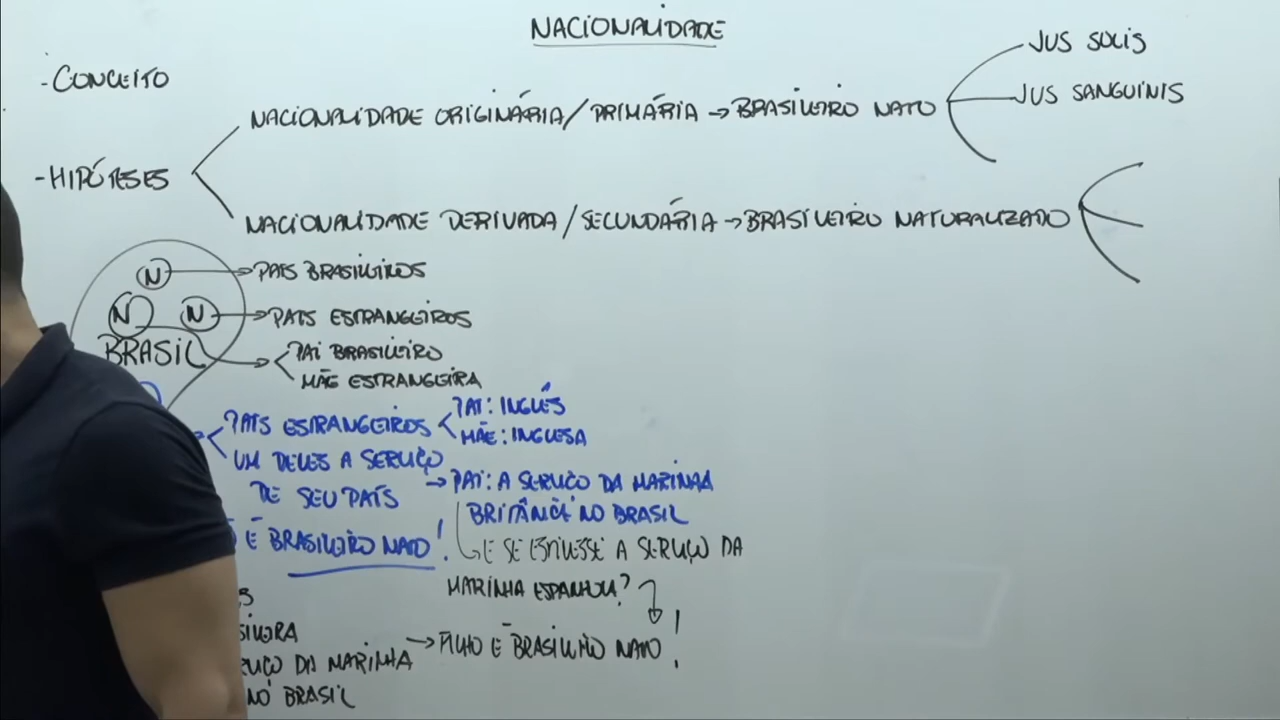 NACIONALIDADE
- CONCEITO
- HIPÓTESES
NACIONALIDADE ORIGINÁRIA / PRIMÁRIA → BRASILEIRO NATO
JUS SOLIS
JUS SANGUINIS
NACIONALIDADE DERIVADA / SECUNDÁRIA → BRASILEIRO NATURALIZADO
N → PAIS BRASILEIROS
N N → PAIS ESTRANGEIROS
BRASIL
PAI BRASILEIRO
MÃE ESTRANGEIRA
PAIS ESTRANGEIROS
PAI: INGLÊS
MÃE: INGLESA
UM DELES A SERVIÇO
DE SEU PAÍS
→ PAI: A SERVIÇO DA MARINHA
BRITÂNICA NO BRASIL
É BRASILEIRO NATO!
E SE ESTIVESSE A SERVIÇO DA
MARINHA ESPANHOLA?
→ FILHO É BRASILEIRO NATO!
DA MARINHA
NO BRASIL